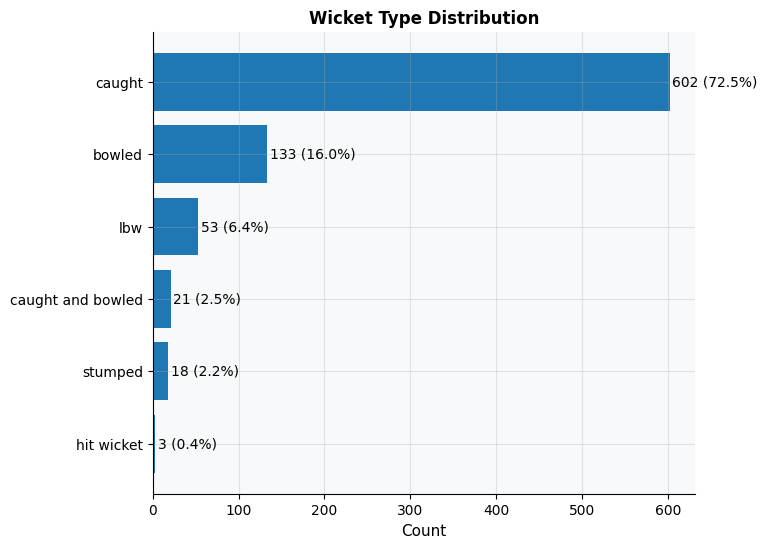 Wicket Type Distribution
caught
602 (72.5%)
bowled
133 (16.0%)
lbw
53 (6.4%)
caught and bowled
21 (2.5%)
stumped
18 (2.2%)
hit wicket
3 (0.4%)
0 100 200 300 400 500 600
Count